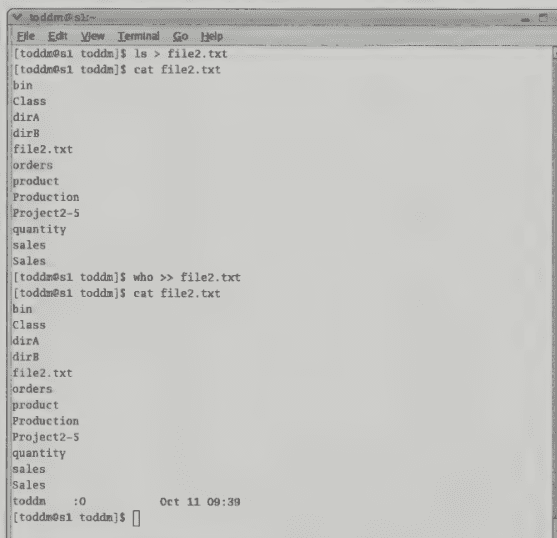 toddm@s1:~
File Edit View Terminal Go Help
[toddm@s1 toddm]$ ls > file2.txt
[toddm@s1 toddm]$ cat file2.txt
bin
Class
dirA
dirB
file2.txt
orders
product
Production
Project2-5
quantity
sales
Sales
[toddm@s1 toddm]$ who >> file2.txt
[toddm@s1 toddm]$ cat file2.txt
bin
Class
dirA
dirB
file2.txt
orders
product
Production
Project2-5
quantity
sales
Sales
toddm :0 Oct 11 09:39
[toddm@s1 toddm]$